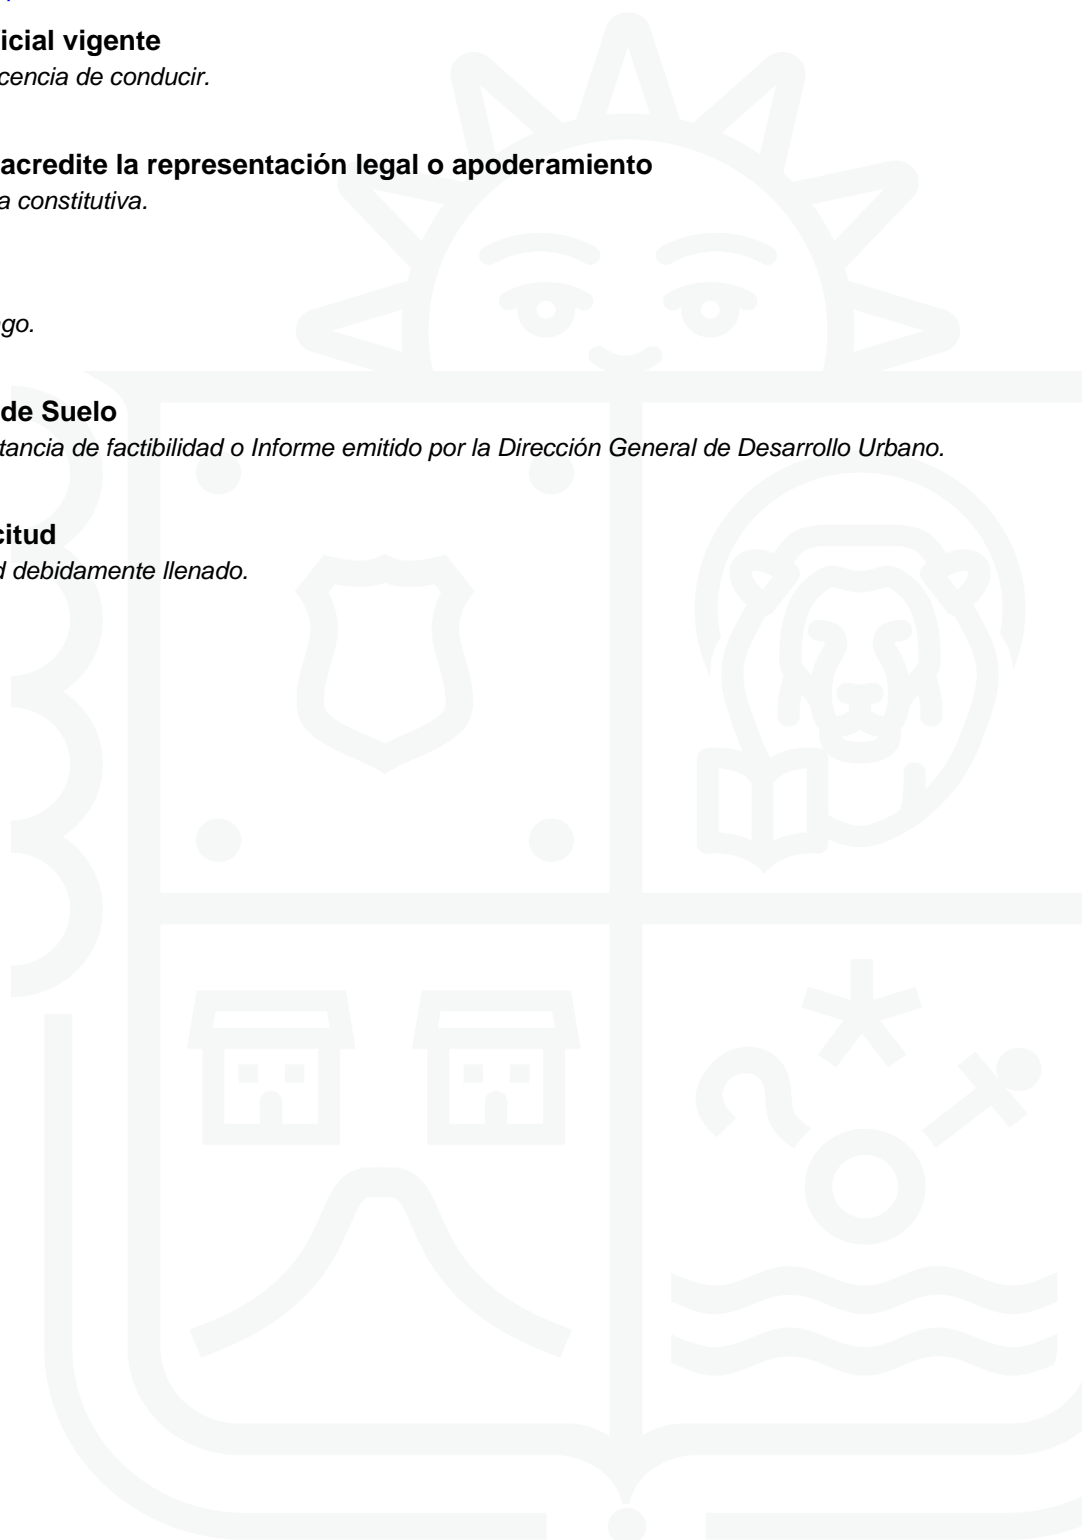 icial vigente
cencia de conducir.
acredite la representación legal o apoderamiento
a constitutiva.
go.
de Suelo
tancia de factibilidad o Informe emitido por la Dirección General de Desarrollo Urbano.
citud
d debidamente llenado.